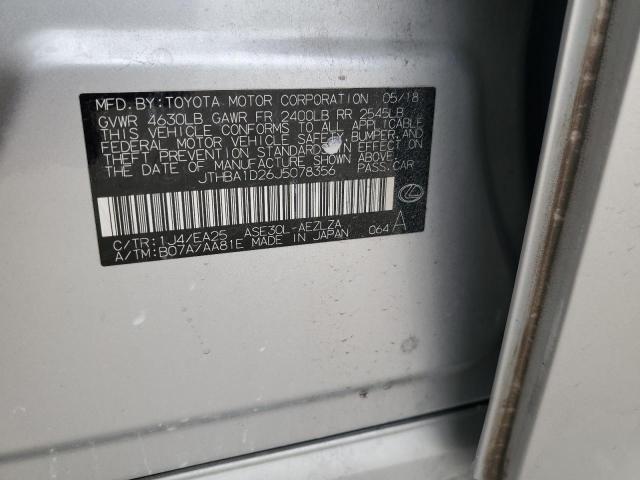 MFD. BY: TOYOTA MOTOR CORPORATION 05/18
GVWR 4630LB GAWR FR 2400LB RR 2545LB
THIS VEHICLE CONFORMS TO ALL APPLICABLE
FEDERAL MOTOR VEHICLE SAFETY, BUMPER, AND
THEFT PREVENTION STANDARDS IN EFFECT ON
THE DATE OF MANUFACTURE SHOWN ABOVE.
JTHBA1D26J5078356 PASS.CAR
C/TR: 1J4/EA25 ASE30L-AEZLZA 064 A
A/TM: B07A/AA81E MADE IN JAPAN